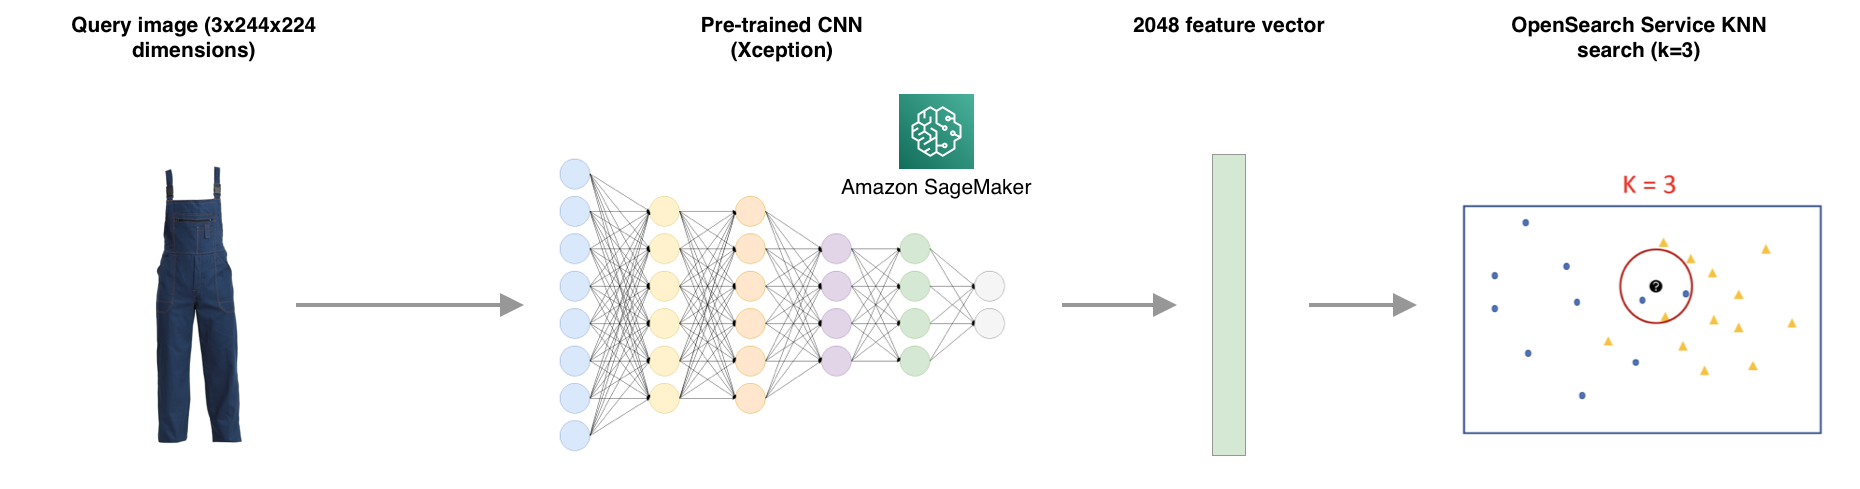 Query image (3x244x224
dimensions)
Pre-trained CNN
(Xception)
2048 feature vector
OpenSearch Service KNN
search (k=3)
Amazon SageMaker
K = 3
?